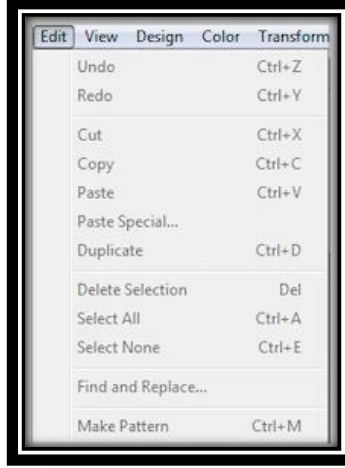 Edit View Design Color Transform
Undo Ctrl+Z
Redo Ctrl+Y
Cut Ctrl+X
Copy Ctrl+C
Paste Ctrl+V
Paste Special...
Duplicate Ctrl+D
Delete Selection Del
Select All Ctrl+A
Select None Ctrl+E
Find and Replace...
Make Pattern Ctrl+M